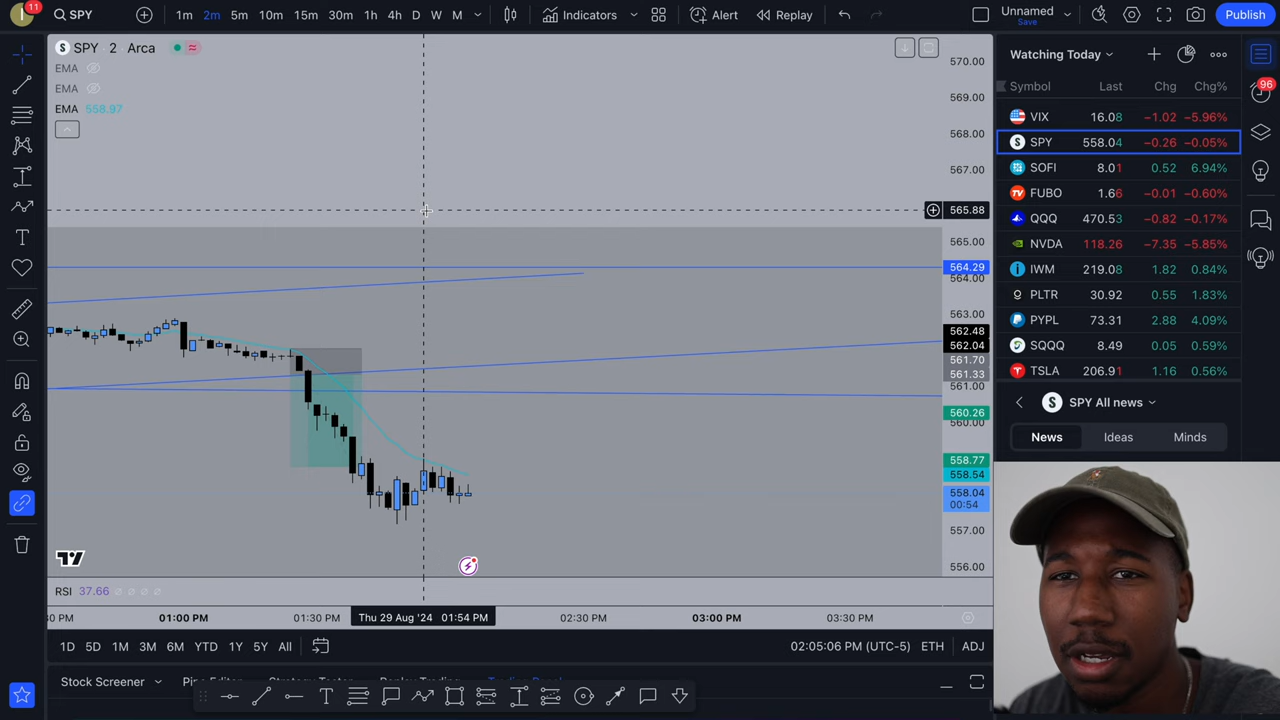 11
SPY
1m 2m 5m 10m 15m 30m 1h 4h D W M
Indicators
Alert
Replay
Unnamed
Save
Publish
S SPY · 2 · Arca
EMA
EMA
EMA 558.97
570.00
569.00
568.00
567.00
565.88
565.00
564.29
564.00
563.00
562.48
562.04
561.70
561.33
561.00
560.26
560.00
558.77
558.54
558.04
00:54
557.00
556.00
RSI 37.66
01:00 PM
01:30 PM
Thu 29 Aug '24 01:54 PM
02:30 PM
03:00 PM
03:30 PM
1D 5D 1M 3M 6M YTD 1Y 5Y All
02:05:06 PM (UTC-5) ETH ADJ
Stock Screener
Watching Today
96
Symbol Last Chg Chg%
VIX 16.08 −1.02 −5.96%
S SPY 558.04 −0.26 −0.05%
SOFI 8.01 0.52 6.94%
FUBO 1.66 −0.01 −0.60%
QQQ 470.53 −0.82 −0.17%
NVDA 118.26 −7.35 −5.85%
IWM 219.08 1.82 0.84%
PLTR 30.92 0.55 1.83%
PYPL 73.31 2.88 4.09%
SQQQ 8.49 0.05 0.59%
TSLA 206.91 1.16 0.56%
S SPY All news
News Ideas Minds